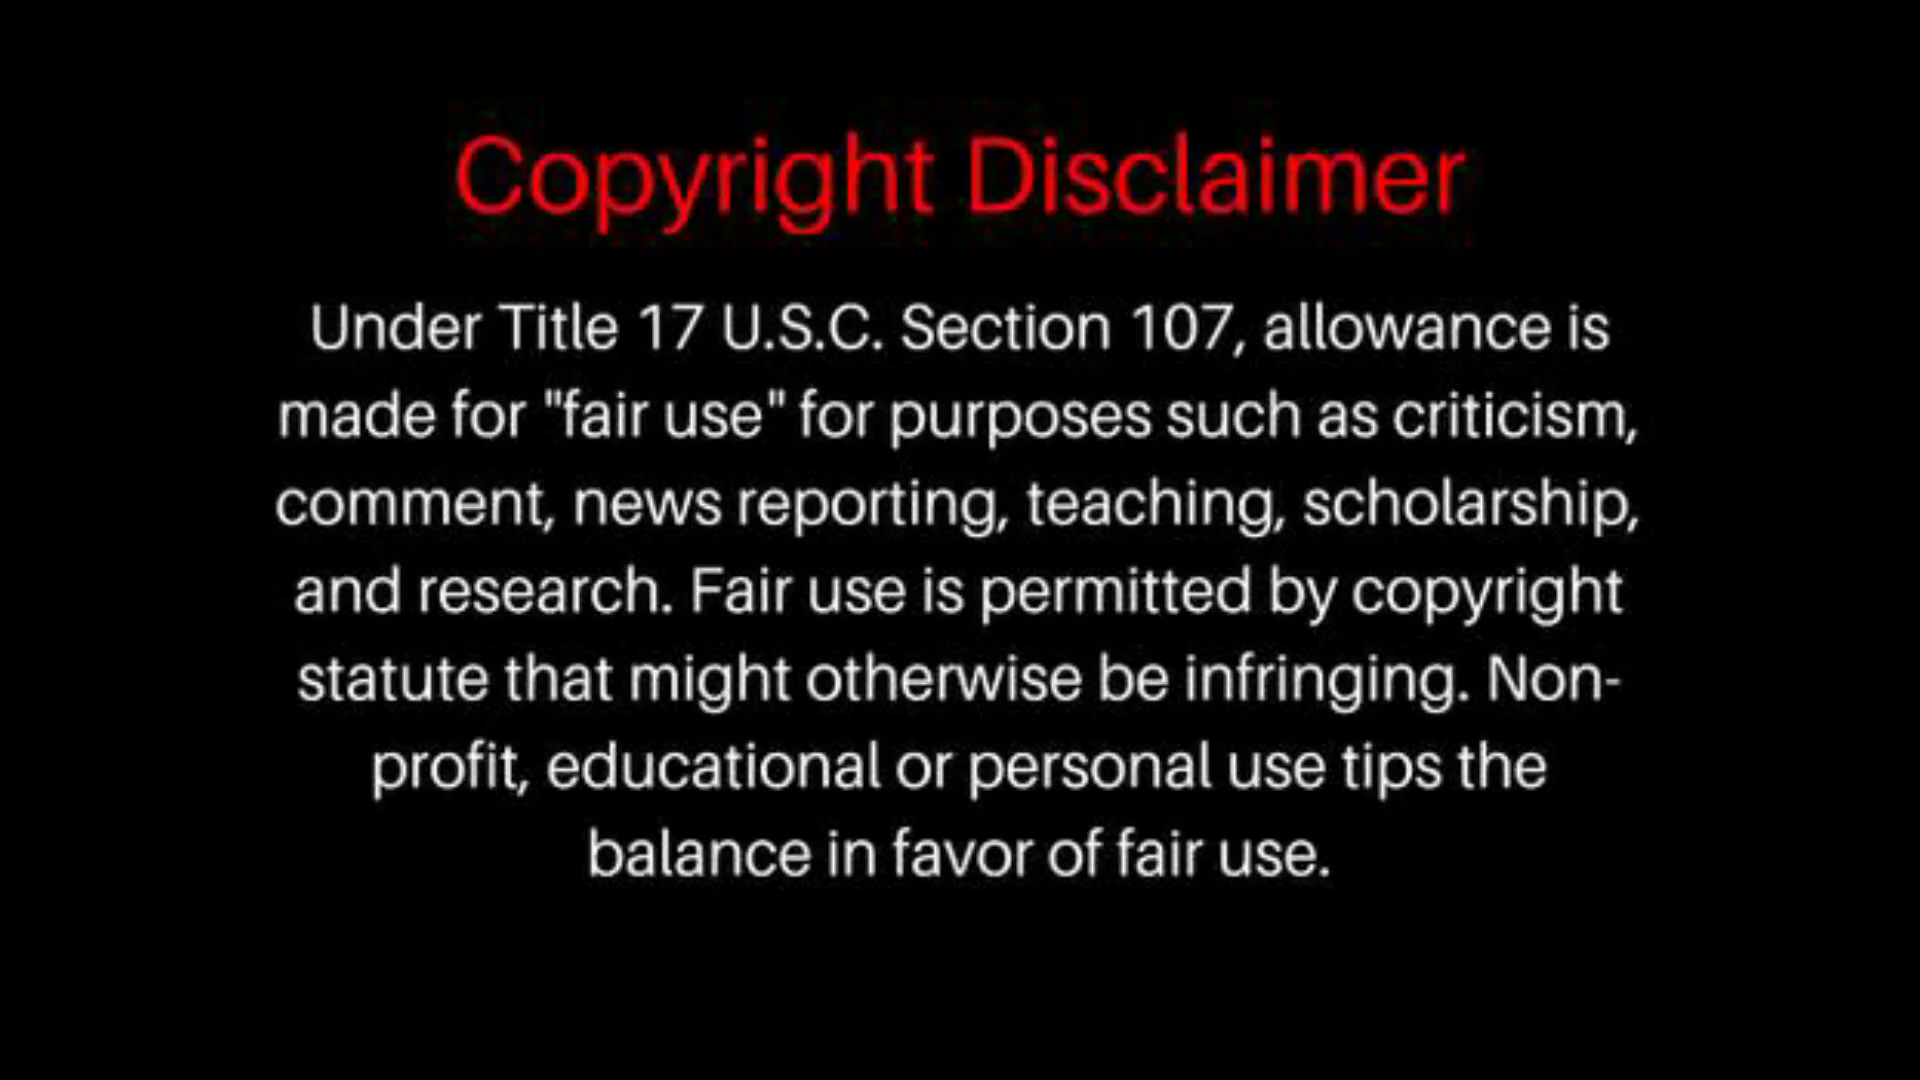 Copyright Disclaimer
Under Title 17 U.S.C. Section 107, allowance is
made for "fair use" for purposes such as criticism,
comment, news reporting, teaching, scholarship,
and research. Fair use is permitted by copyright
statute that might otherwise be infringing. Non-
profit, educational or personal use tips the
balance in favor of fair use.